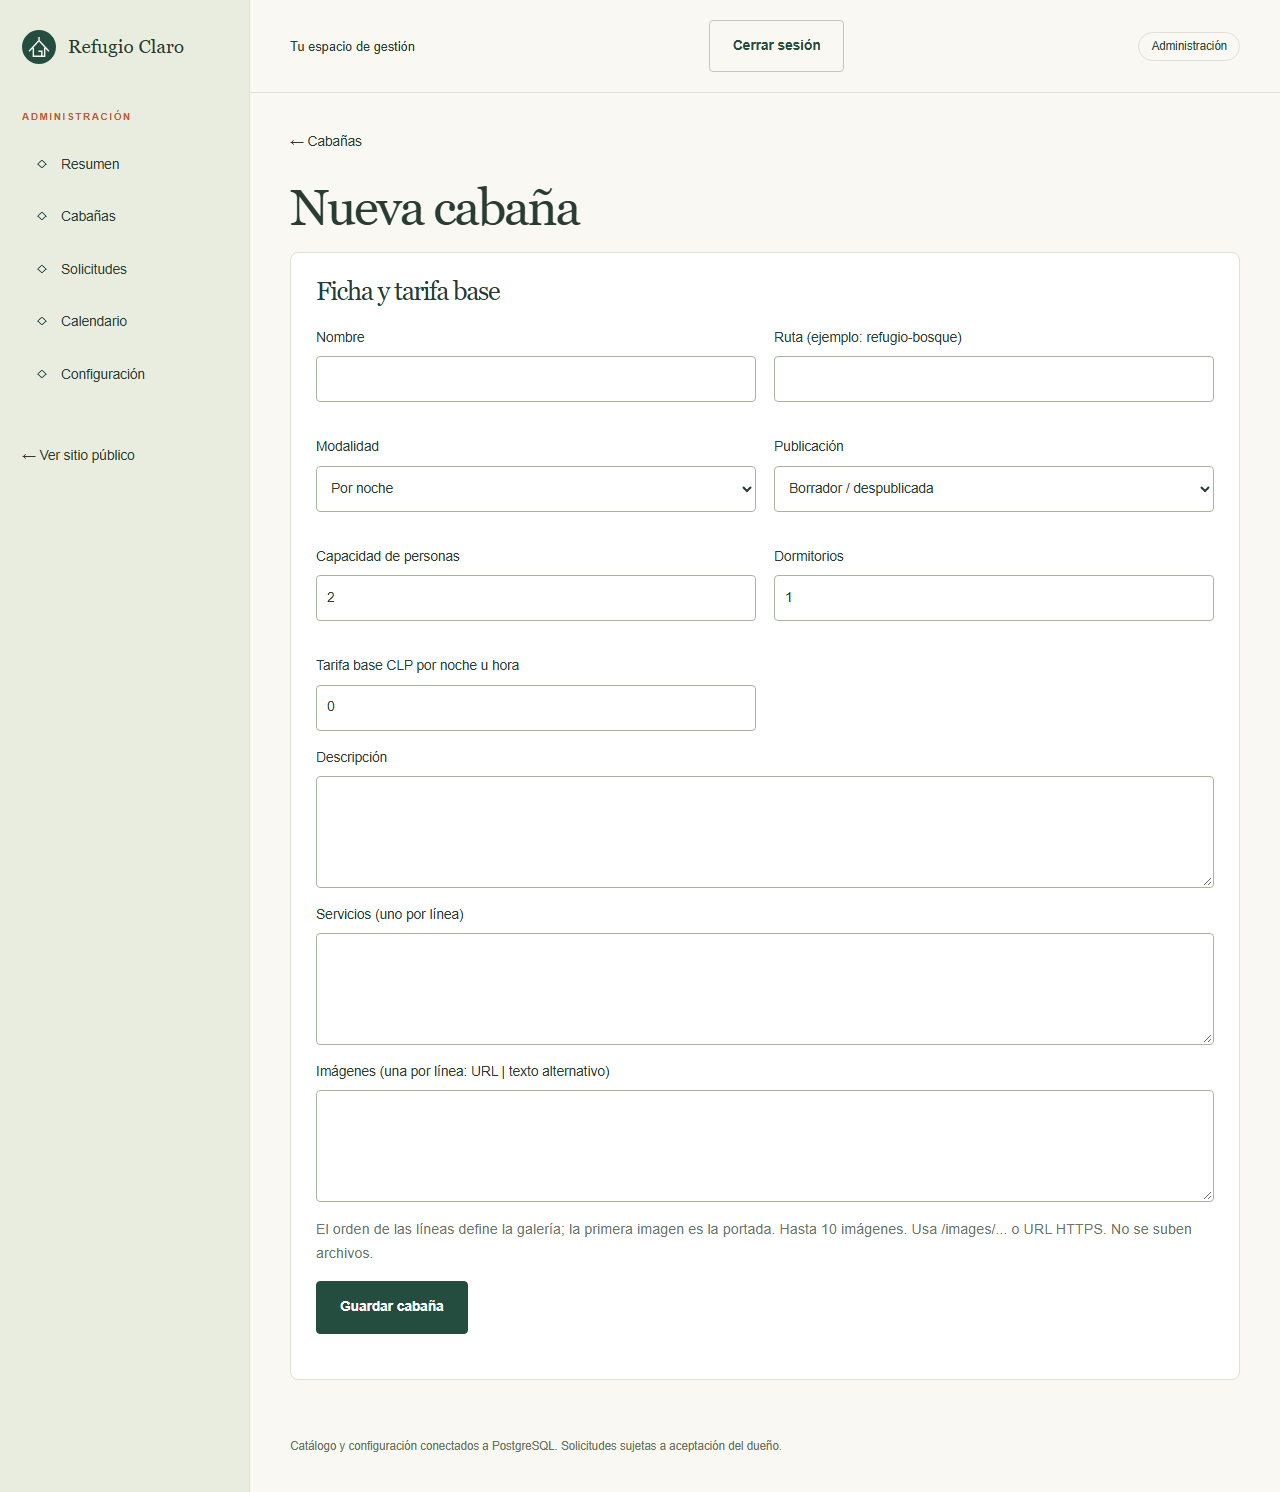 Refugio Claro
Tu espacio de gestión
Cerrar sesión
Administración
ADMINISTRACIÓN
Resumen
Cabañas
Solicitudes
Calendario
Configuración
← Ver sitio público
← Cabañas
Nueva cabaña
Ficha y tarifa base
Nombre
Ruta (ejemplo: refugio-bosque)
Modalidad
Publicación
Por noche
Borrador / despublicada
Capacidad de personas
Dormitorios
2
1
Tarifa base CLP por noche u hora
0
Descripción
Servicios (uno por línea)
Imágenes (una por línea: URL | texto alternativo)
El orden de las líneas define la galería; la primera imagen es la portada. Hasta 10 imágenes. Usa /images/... o URL HTTPS. No se suben
archivos.
Guardar cabaña
Catálogo y configuración conectados a PostgreSQL. Solicitudes sujetas a aceptación del dueño.